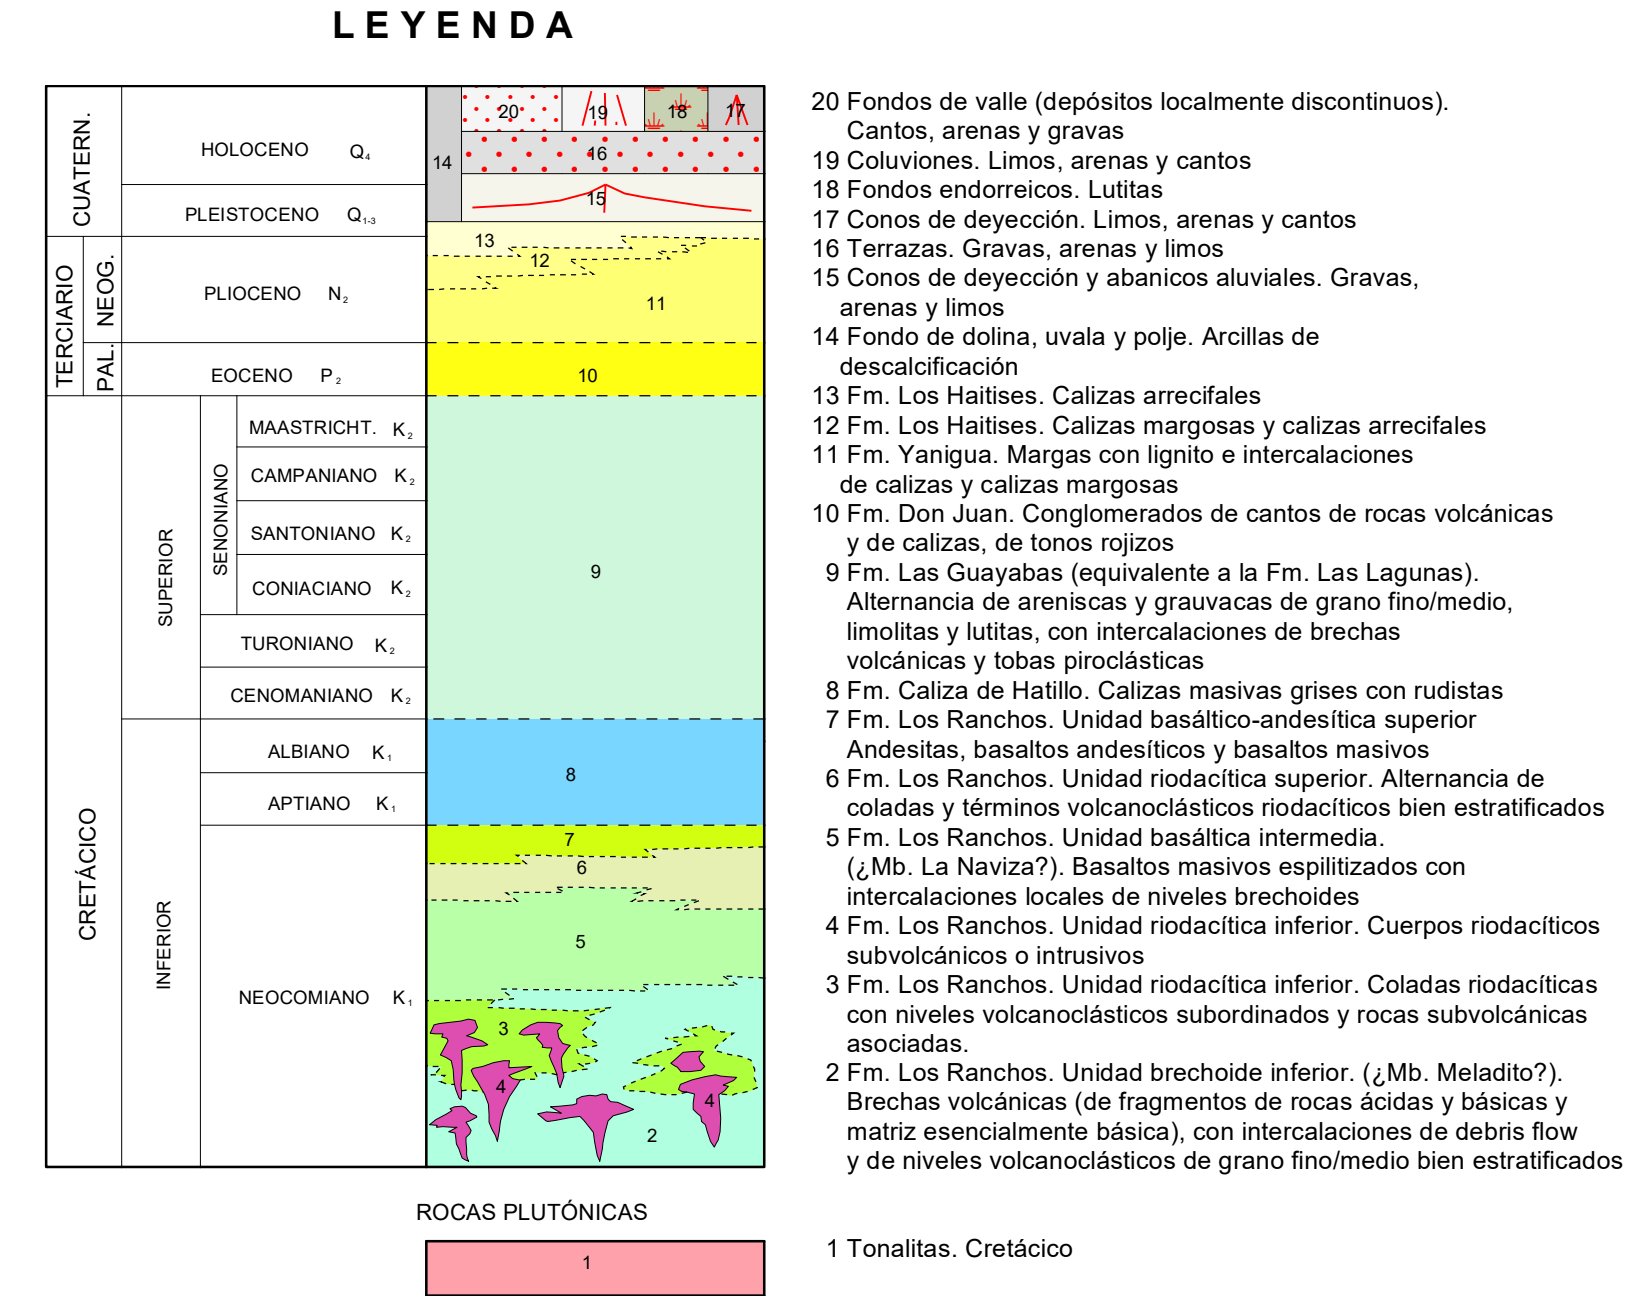 LEYENDA
CUATERN.
HOLOCENO Q4
PLEISTOCENO Q1-3
TERCIARIO
NEOG.
PAL.
PLIOCENO N2
EOCENO P2
CRETÁCICO
SUPERIOR
SENONIANO
MAASTRICHT. K2
CAMPANIANO K2
SANTONIANO K2
CONIACIANO K2
TURONIANO K2
CENOMANIANO K2
INFERIOR
ALBIANO K1
APTIANO K1
NEOCOMIANO K1
20
19
18
17
14
16
15
13
12
11
10
9
8
7
6
5
3
4
4
2
ROCAS PLUTÓNICAS
1
20 Fondos de valle (depósitos localmente discontinuos).
Cantos, arenas y gravas
19 Coluviones. Limos, arenas y cantos
18 Fondos endorreicos. Lutitas
17 Conos de deyección. Limos, arenas y cantos
16 Terrazas. Gravas, arenas y limos
15 Conos de deyección y abanicos aluviales. Gravas,
arenas y limos
14 Fondo de dolina, uvala y polje. Arcillas de
descalcificación
13 Fm. Los Haitises. Calizas arrecifales
12 Fm. Los Haitises. Calizas margosas y calizas arrecifales
11 Fm. Yanigua. Margas con lignito e intercalaciones
de calizas y calizas margosas
10 Fm. Don Juan. Conglomerados de cantos de rocas volcánicas
y de calizas, de tonos rojizos
9 Fm. Las Guayabas (equivalente a la Fm. Las Lagunas).
Alternancia de areniscas y grauvacas de grano fino/medio,
limolitas y lutitas, con intercalaciones de brechas
volcánicas y tobas piroclásticas
8 Fm. Caliza de Hatillo. Calizas masivas grises con rudistas
7 Fm. Los Ranchos. Unidad basáltico-andesítica superior
Andesitas, basaltos andesíticos y basaltos masivos
6 Fm. Los Ranchos. Unidad riodacítica superior. Alternancia de
coladas y términos volcanoclásticos riodacíticos bien estratificados
5 Fm. Los Ranchos. Unidad basáltica intermedia.
(¿Mb. La Naviza?). Basaltos masivos espilitizados con
intercalaciones locales de niveles brechoides
4 Fm. Los Ranchos. Unidad riodacítica inferior. Cuerpos riodacíticos
subvolcánicos o intrusivos
3 Fm. Los Ranchos. Unidad riodacítica inferior. Coladas riodacíticas
con niveles volcanoclásticos subordinados y rocas subvolcánicas
asociadas.
2 Fm. Los Ranchos. Unidad brechoide inferior. (¿Mb. Meladito?).
Brechas volcánicas (de fragmentos de rocas ácidas y básicas y
matriz esencialmente básica), con intercalaciones de debris flow
y de niveles volcanoclásticos de grano fino/medio bien estratificados
1 Tonalitas. Cretácico